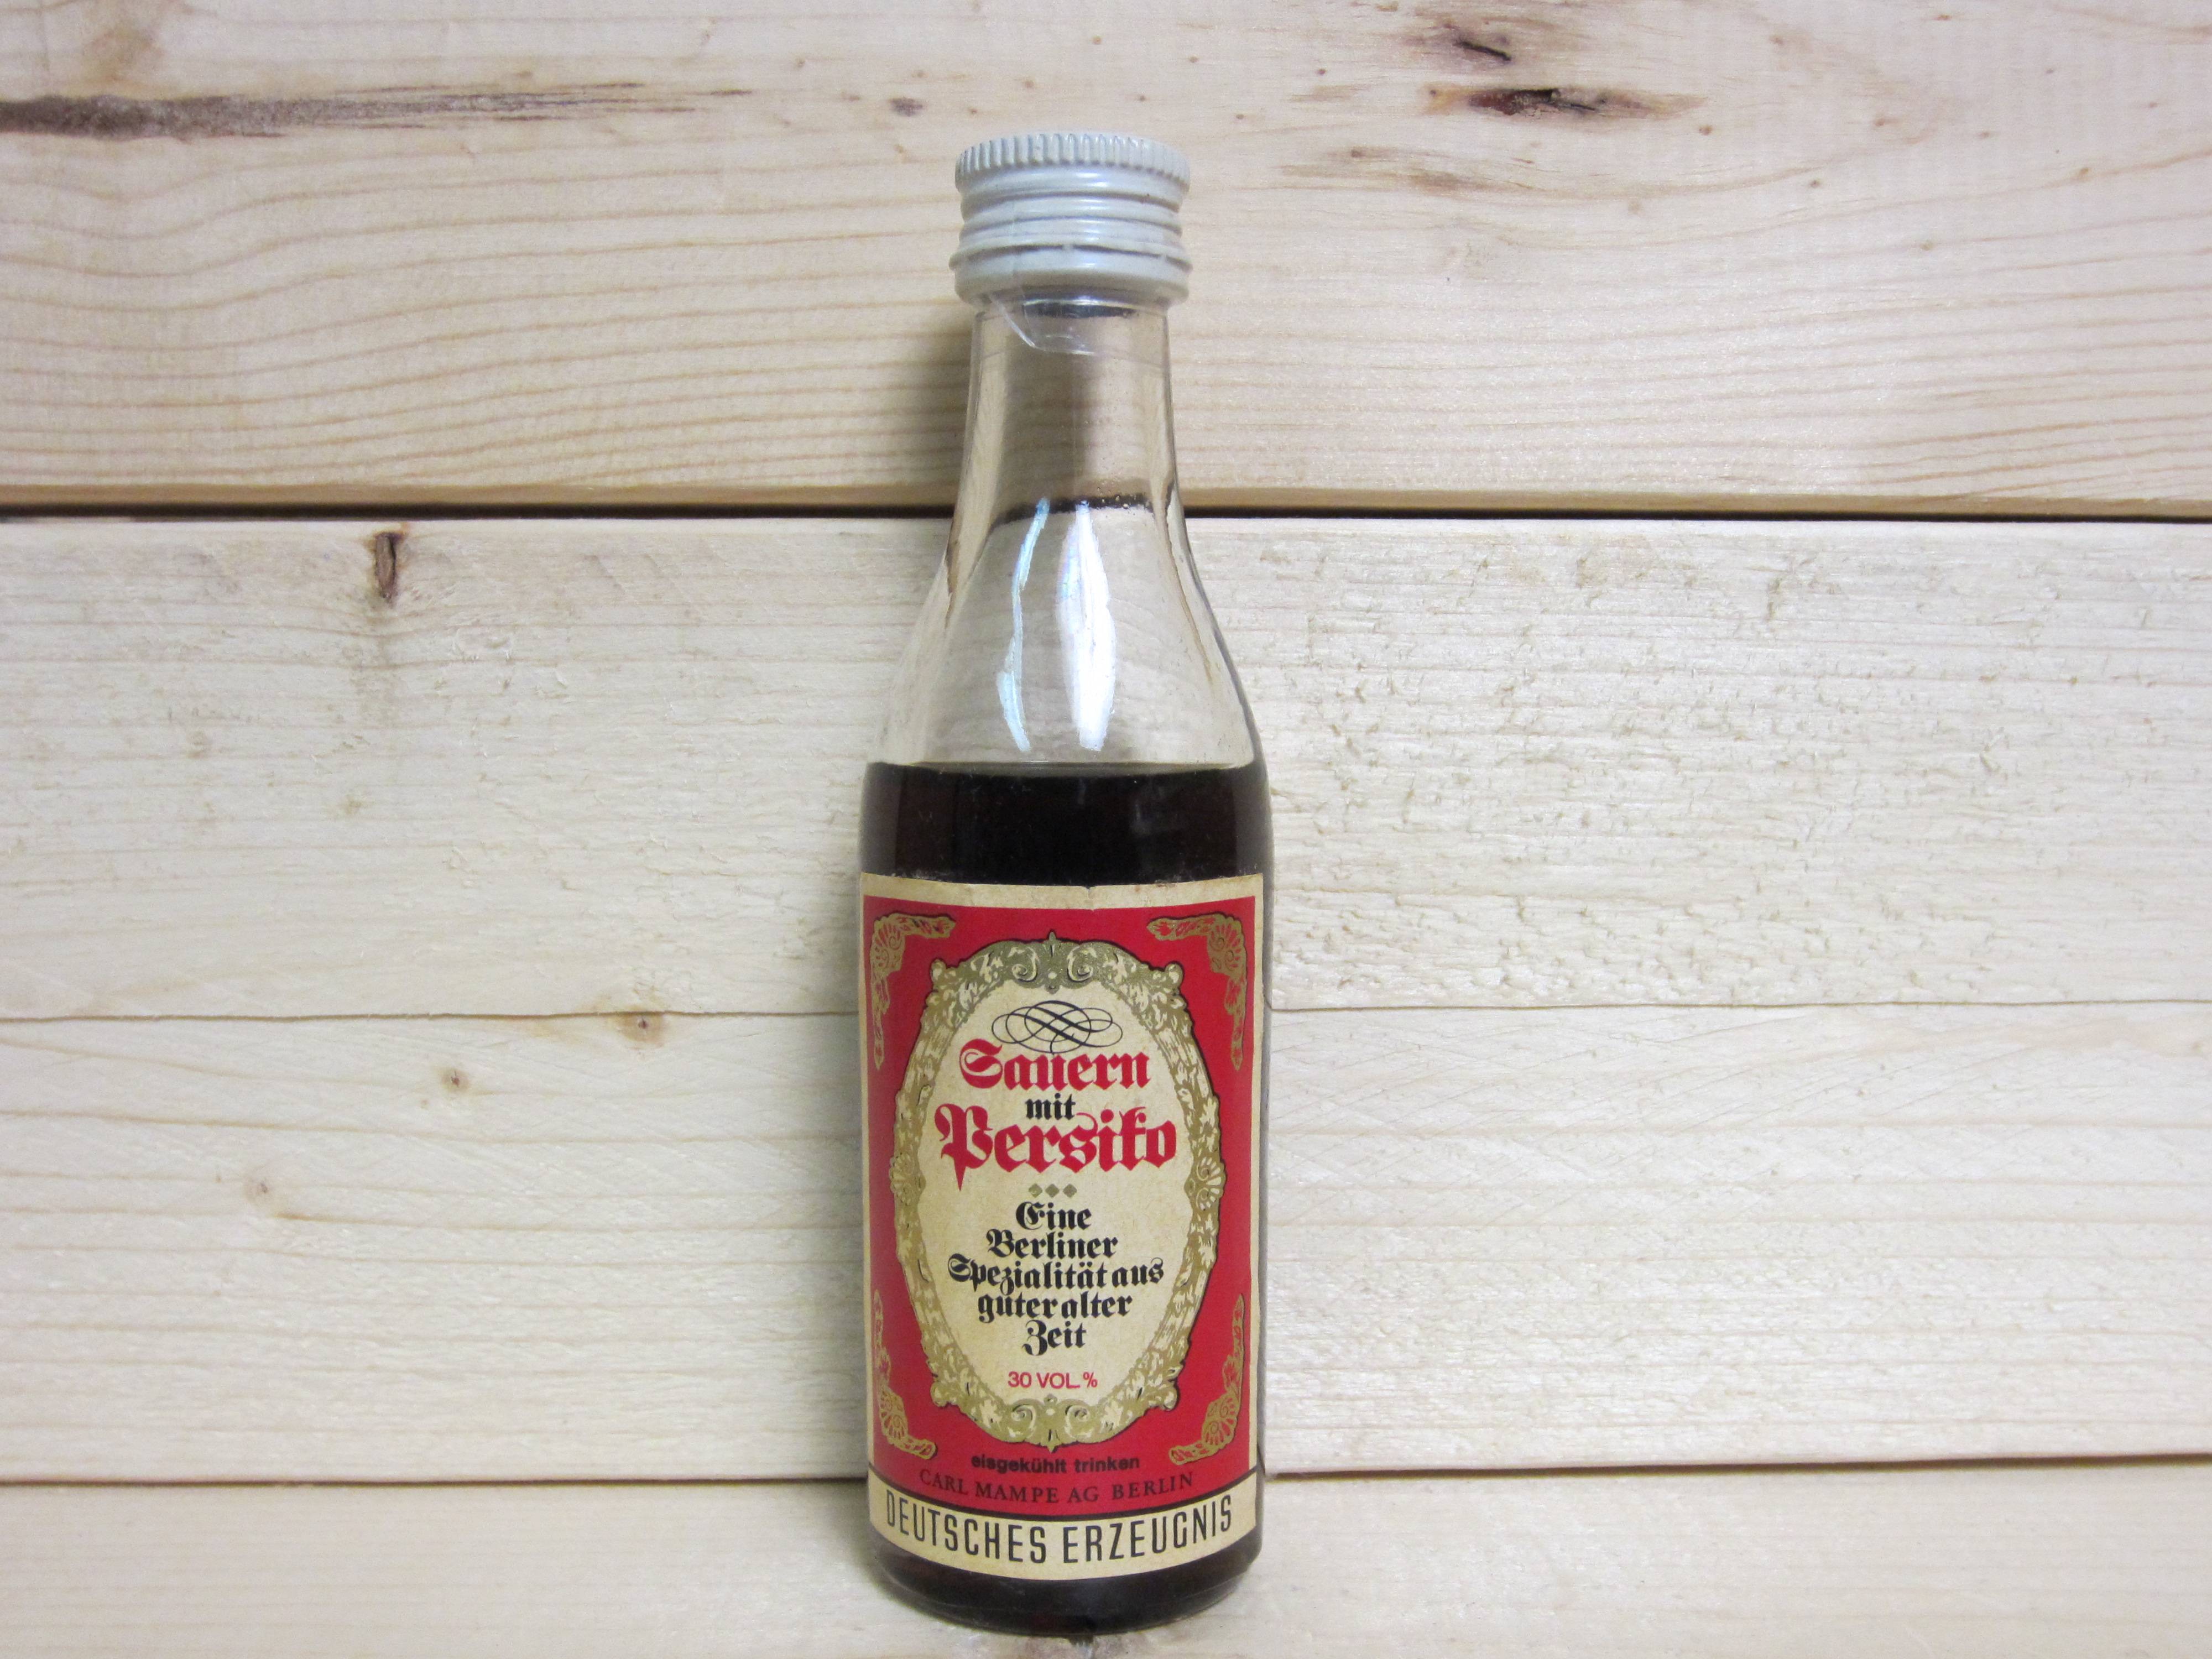 Sauern
mit
Persiko
Eine
Berliner
Spezialität aus
guter alter
Zeit
30 VOL.%
eisgekühlt trinken
CARL MAMPE AG BERLIN
DEUTSCHES ERZEUGNIS